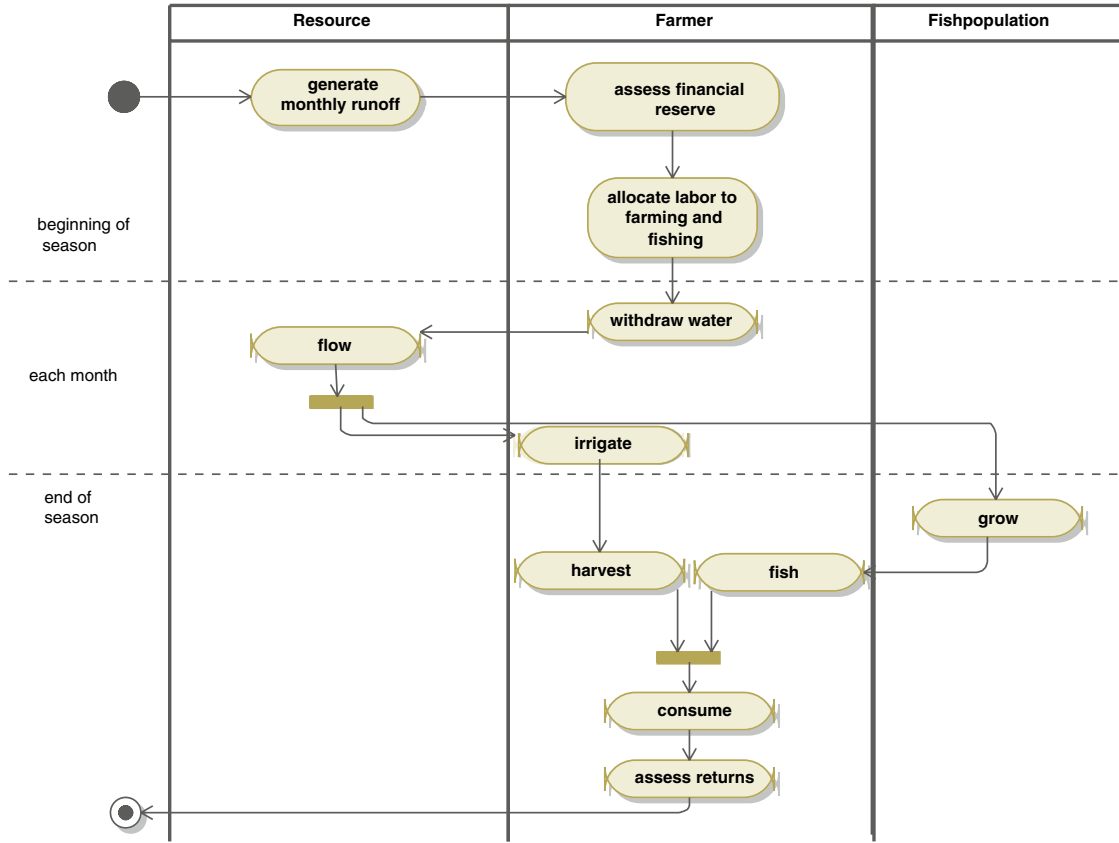 Resource
Farmer
Fishpopulation
generate
monthly runoff
assess financial
reserve
allocate labor to
farming and
fishing
beginning of
season
withdraw water
flow
each month
irrigate
end of
season
grow
harvest
fish
consume
assess returns